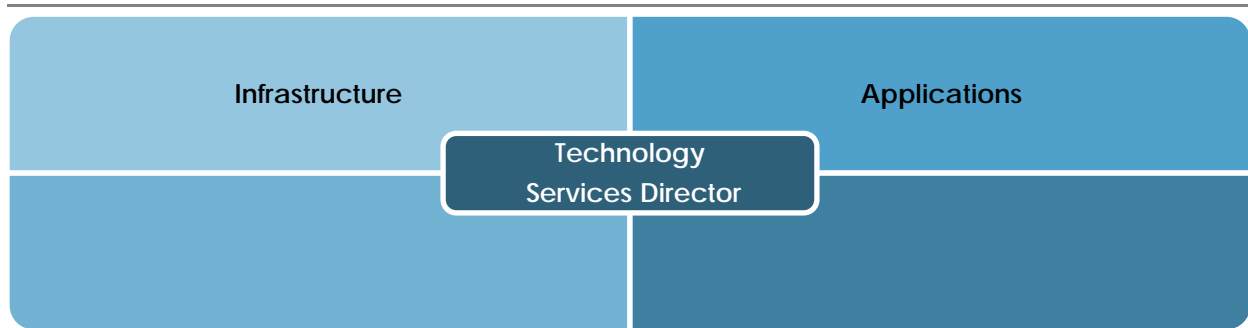 Infrastructure
Applications
Technology
Services Director